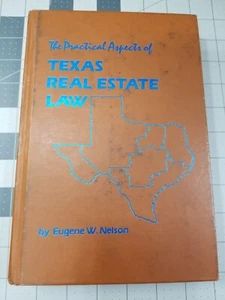 The Practical Aspects of
TEXAS
REAL ESTATE
LAW
by Eugene W. Nelson